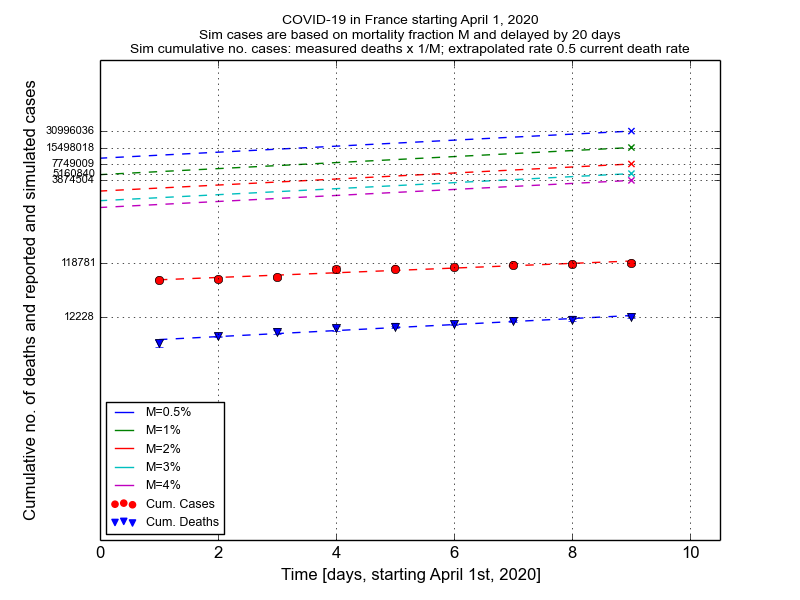 COVID-19 in France starting April 1, 2020
Sim cases are based on mortality fraction M and delayed by 20 days
Sim cumulative no. cases: measured deaths x 1/M; extrapolated rate 0.5 current death rate
Cumulative no. of deaths and reported and simulated cases
30996036
15498018
7749009
5160840
3874504
118781
12228
M=0.5%
M=1%
M=2%
M=3%
M=4%
Cum. Cases
Cum. Deaths
0 2 4 6 8 10
Time [days, starting April 1st, 2020]